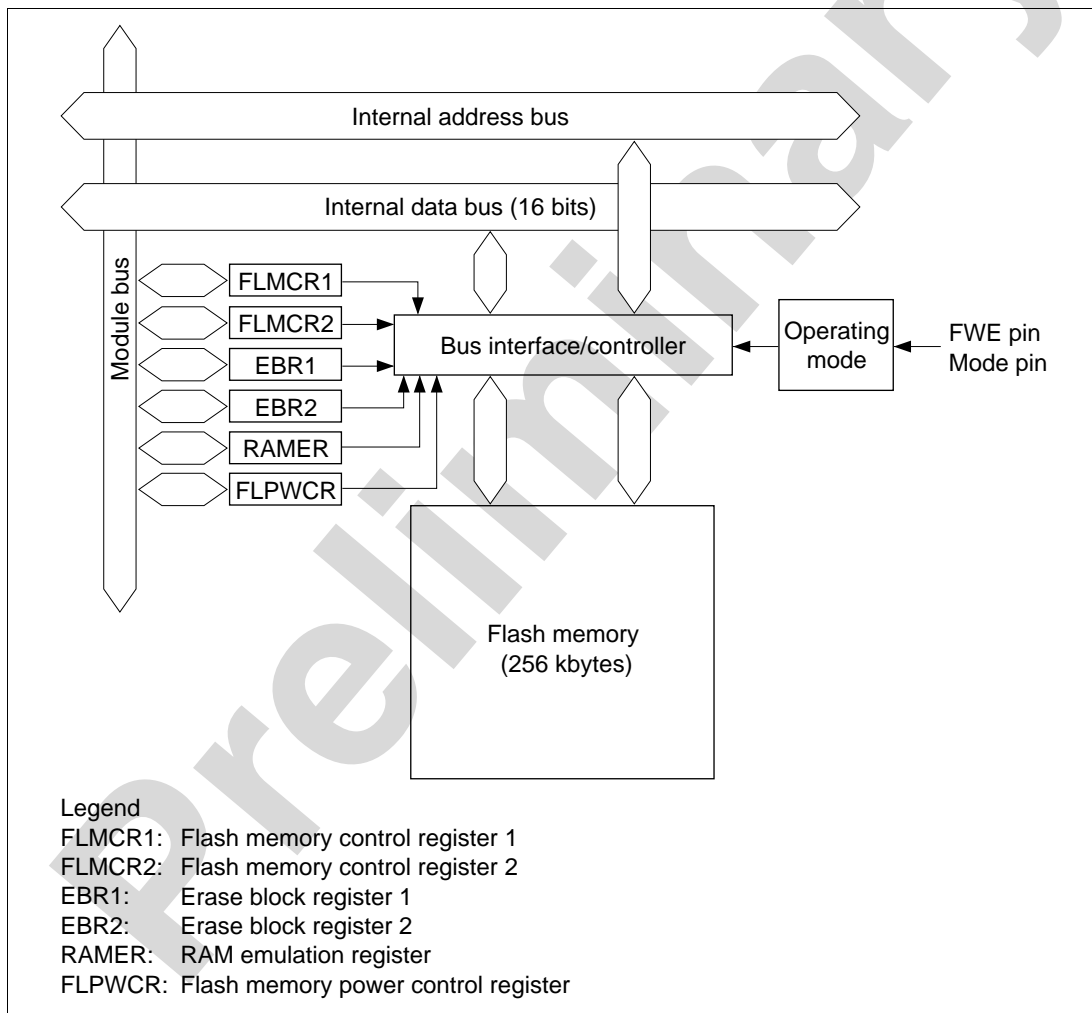 Internal address bus
Internal data bus (16 bits)
Module bus
FLMCR1
FLMCR2
EBR1
EBR2
RAMER
FLPWCR
Bus interface/controller
Operating
mode
FWE pin
Mode pin
Flash memory
(256 kbytes)
Legend
FLMCR1: Flash memory control register 1
FLMCR2: Flash memory control register 2
EBR1: Erase block register 1
EBR2: Erase block register 2
RAMER: RAM emulation register
FLPWCR: Flash memory power control register
Preliminary